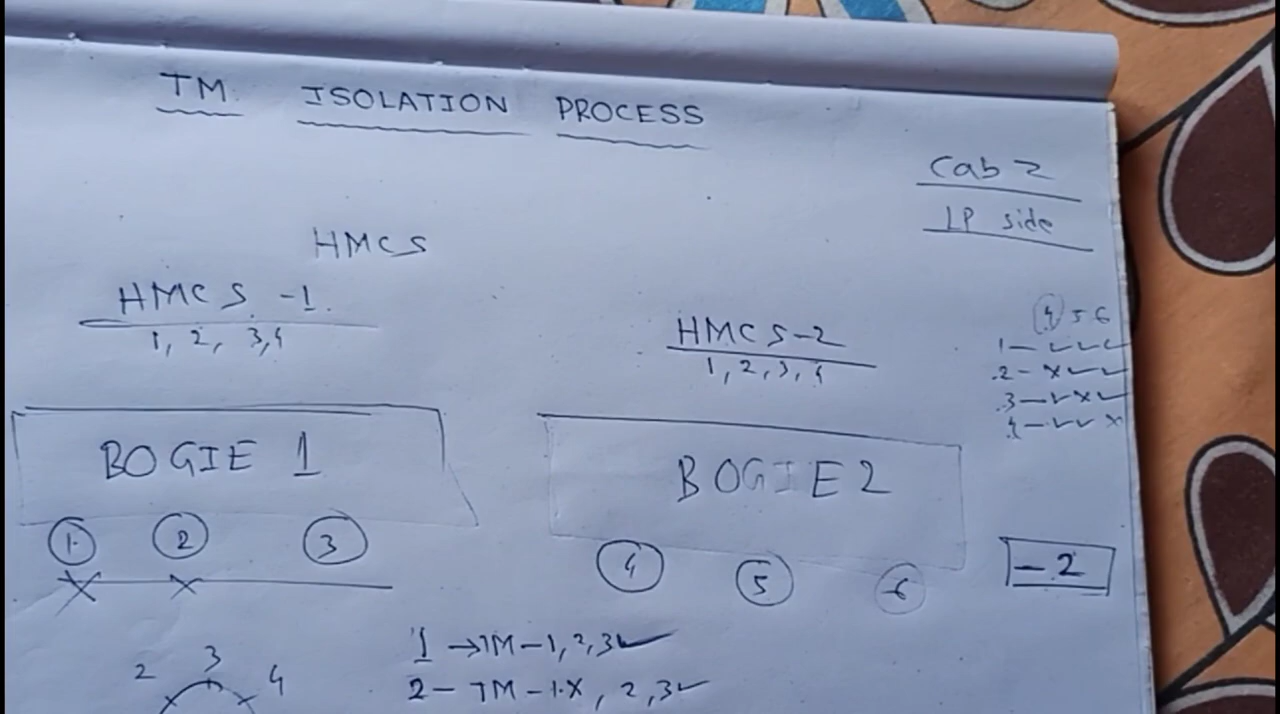 TM ISOLATION PROCESS
Cab 2
LP side
HMCS
HMCS -1.
1, 2, 3,4
HMCS-2
1, 2, 3, 4
4 5 6
1 - ✓ ✓ ✓
2 - × ✓ ✓
3 - ✓ × ✓
4 - ✓ ✓ ×
BOGIE 1
BOGIE 2
1 2 3
4 5 6
× ×
-2
2 3 4
1 → TM - 1, 2, 3 ✓
2 - TM - 1.X, 2, 3 ✓